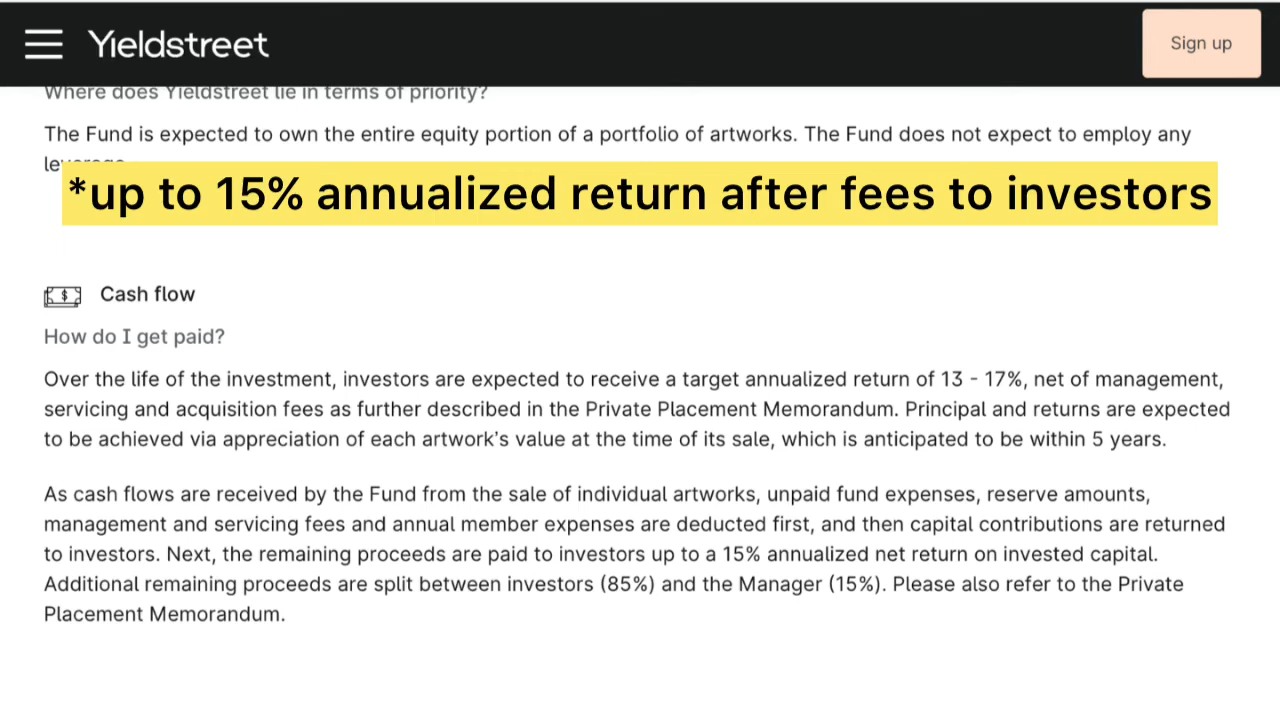 Yieldstreet
Sign up
Where does Yieldstreet lie in terms of priority?
The Fund is expected to own the entire equity portion of a portfolio of artworks. The Fund does not expect to employ any
leverage.
*up to 15% annualized return after fees to investors
Cash flow
How do I get paid?
Over the life of the investment, investors are expected to receive a target annualized return of 13 - 17%, net of management,
servicing and acquisition fees as further described in the Private Placement Memorandum. Principal and returns are expected
to be achieved via appreciation of each artwork's value at the time of its sale, which is anticipated to be within 5 years.
As cash flows are received by the Fund from the sale of individual artworks, unpaid fund expenses, reserve amounts,
management and servicing fees and annual member expenses are deducted first, and then capital contributions are returned
to investors. Next, the remaining proceeds are paid to investors up to a 15% annualized net return on invested capital.
Additional remaining proceeds are split between investors (85%) and the Manager (15%). Please also refer to the Private
Placement Memorandum.